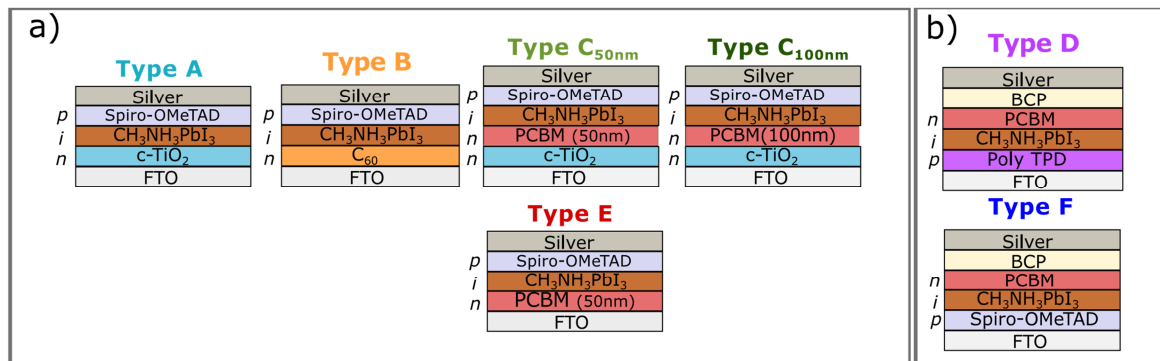 a)
Type A
Silver
p Spiro-OMeTAD
i CH₃NH₃PbI₃
n c-TiO₂
FTO
Type B
Silver
p Spiro-OMeTAD
i CH₃NH₃PbI₃
n C₆₀
FTO
Type C₅₀nm
Silver
p Spiro-OMeTAD
i CH₃NH₃PbI₃
n PCBM (50nm)
n c-TiO₂
FTO
Type C₁₀₀nm
Silver
p Spiro-OMeTAD
i CH₃NH₃PbI₃
n PCBM(100nm)
n c-TiO₂
FTO
Type E
Silver
p Spiro-OMeTAD
i CH₃NH₃PbI₃
n PCBM (50nm)
FTO
b)
Type D
Silver
BCP
n PCBM
i CH₃NH₃PbI₃
p Poly TPD
FTO
Type F
Silver
BCP
n PCBM
i CH₃NH₃PbI₃
p Spiro-OMeTAD
FTO